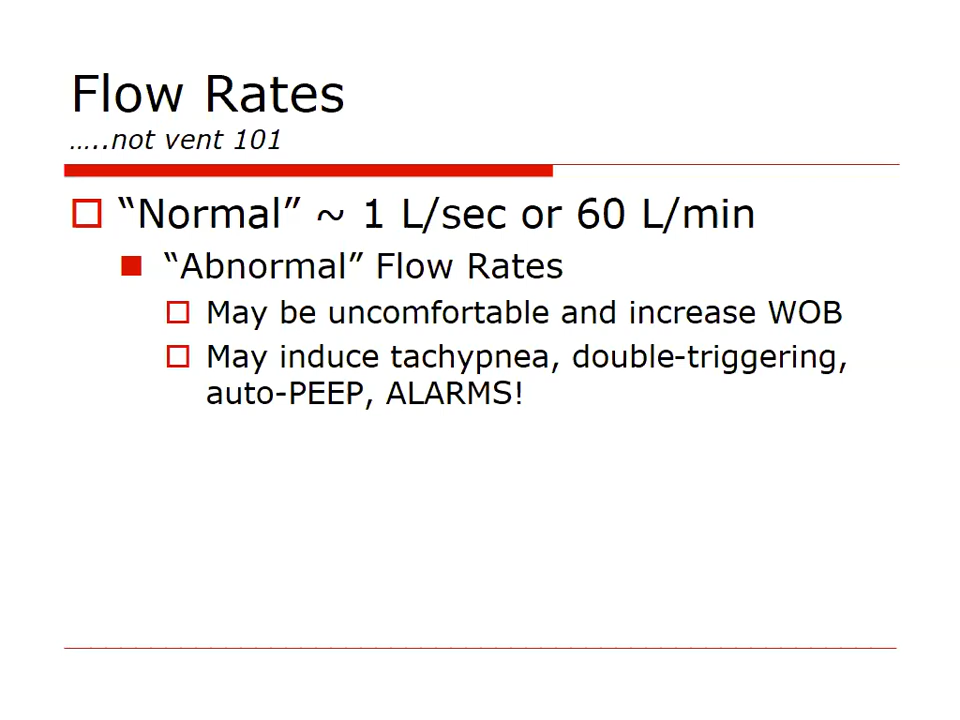 Flow Rates
…..not vent 101
“Normal” ~ 1 L/sec or 60 L/min
“Abnormal” Flow Rates
May be uncomfortable and increase WOB
May induce tachypnea, double-triggering,
auto-PEEP, ALARMS!